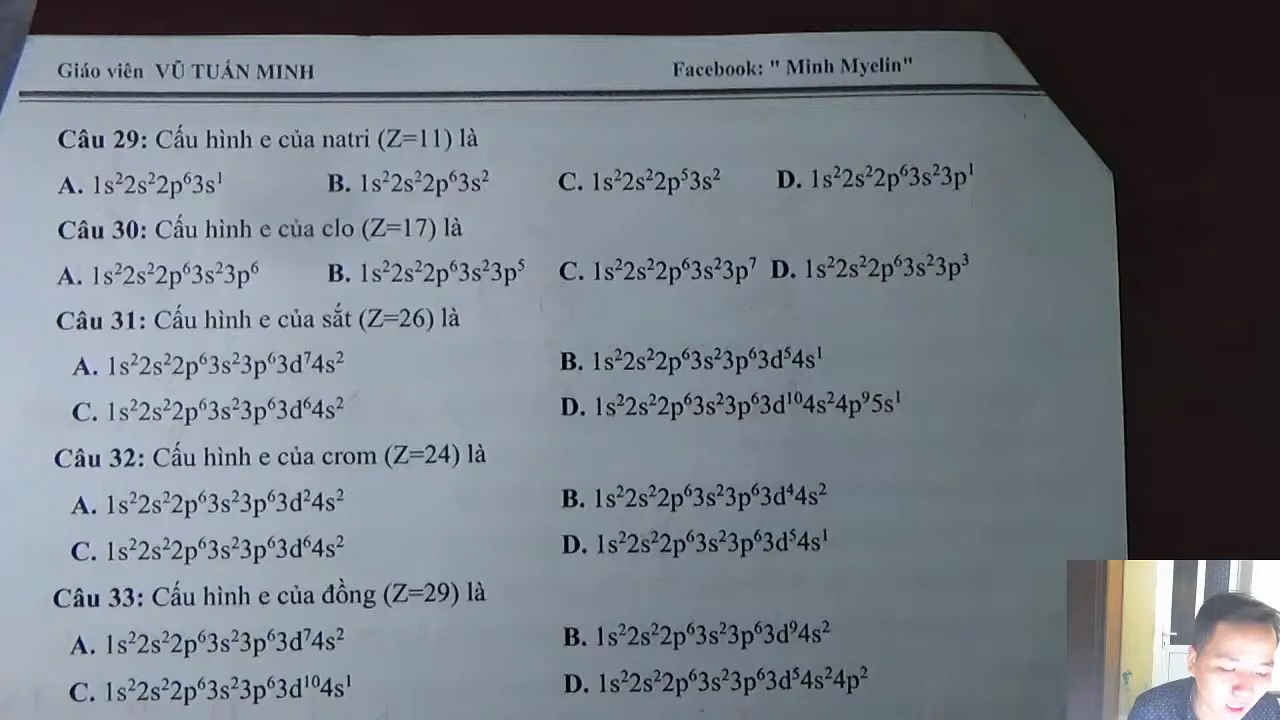 Giáo viên VŨ TUẤN MINH Facebook: " Minh Myelin"
Câu 29: Cấu hình e của natri (Z=11) là
A. 1s²2s²2p⁶3s¹ B. 1s²2s²2p⁶3s² C. 1s²2s²2p⁵3s² D. 1s²2s²2p⁶3s²3p¹
Câu 30: Cấu hình e của clo (Z=17) là
A. 1s²2s²2p⁶3s²3p⁶ B. 1s²2s²2p⁶3s²3p⁵ C. 1s²2s²2p⁶3s²3p⁷ D. 1s²2s²2p⁶3s²3p³
Câu 31: Cấu hình e của sắt (Z=26) là
A. 1s²2s²2p⁶3s²3p⁶3d⁷4s² B. 1s²2s²2p⁶3s²3p⁶3d⁵4s¹
C. 1s²2s²2p⁶3s²3p⁶3d⁶4s² D. 1s²2s²2p⁶3s²3p⁶3d¹⁰4s²4p⁹5s¹
Câu 32: Cấu hình e của crom (Z=24) là
A. 1s²2s²2p⁶3s²3p⁶3d²4s² B. 1s²2s²2p⁶3s²3p⁶3d⁴4s²
C. 1s²2s²2p⁶3s²3p⁶3d⁶4s² D. 1s²2s²2p⁶3s²3p⁶3d⁵4s¹
Câu 33: Cấu hình e của đồng (Z=29) là
A. 1s²2s²2p⁶3s²3p⁶3d⁷4s² B. 1s²2s²2p⁶3s²3p⁶3d⁹4s²
C. 1s²2s²2p⁶3s²3p⁶3d¹⁰4s¹ D. 1s²2s²2p⁶3s²3p⁶3d⁵4s²4p²